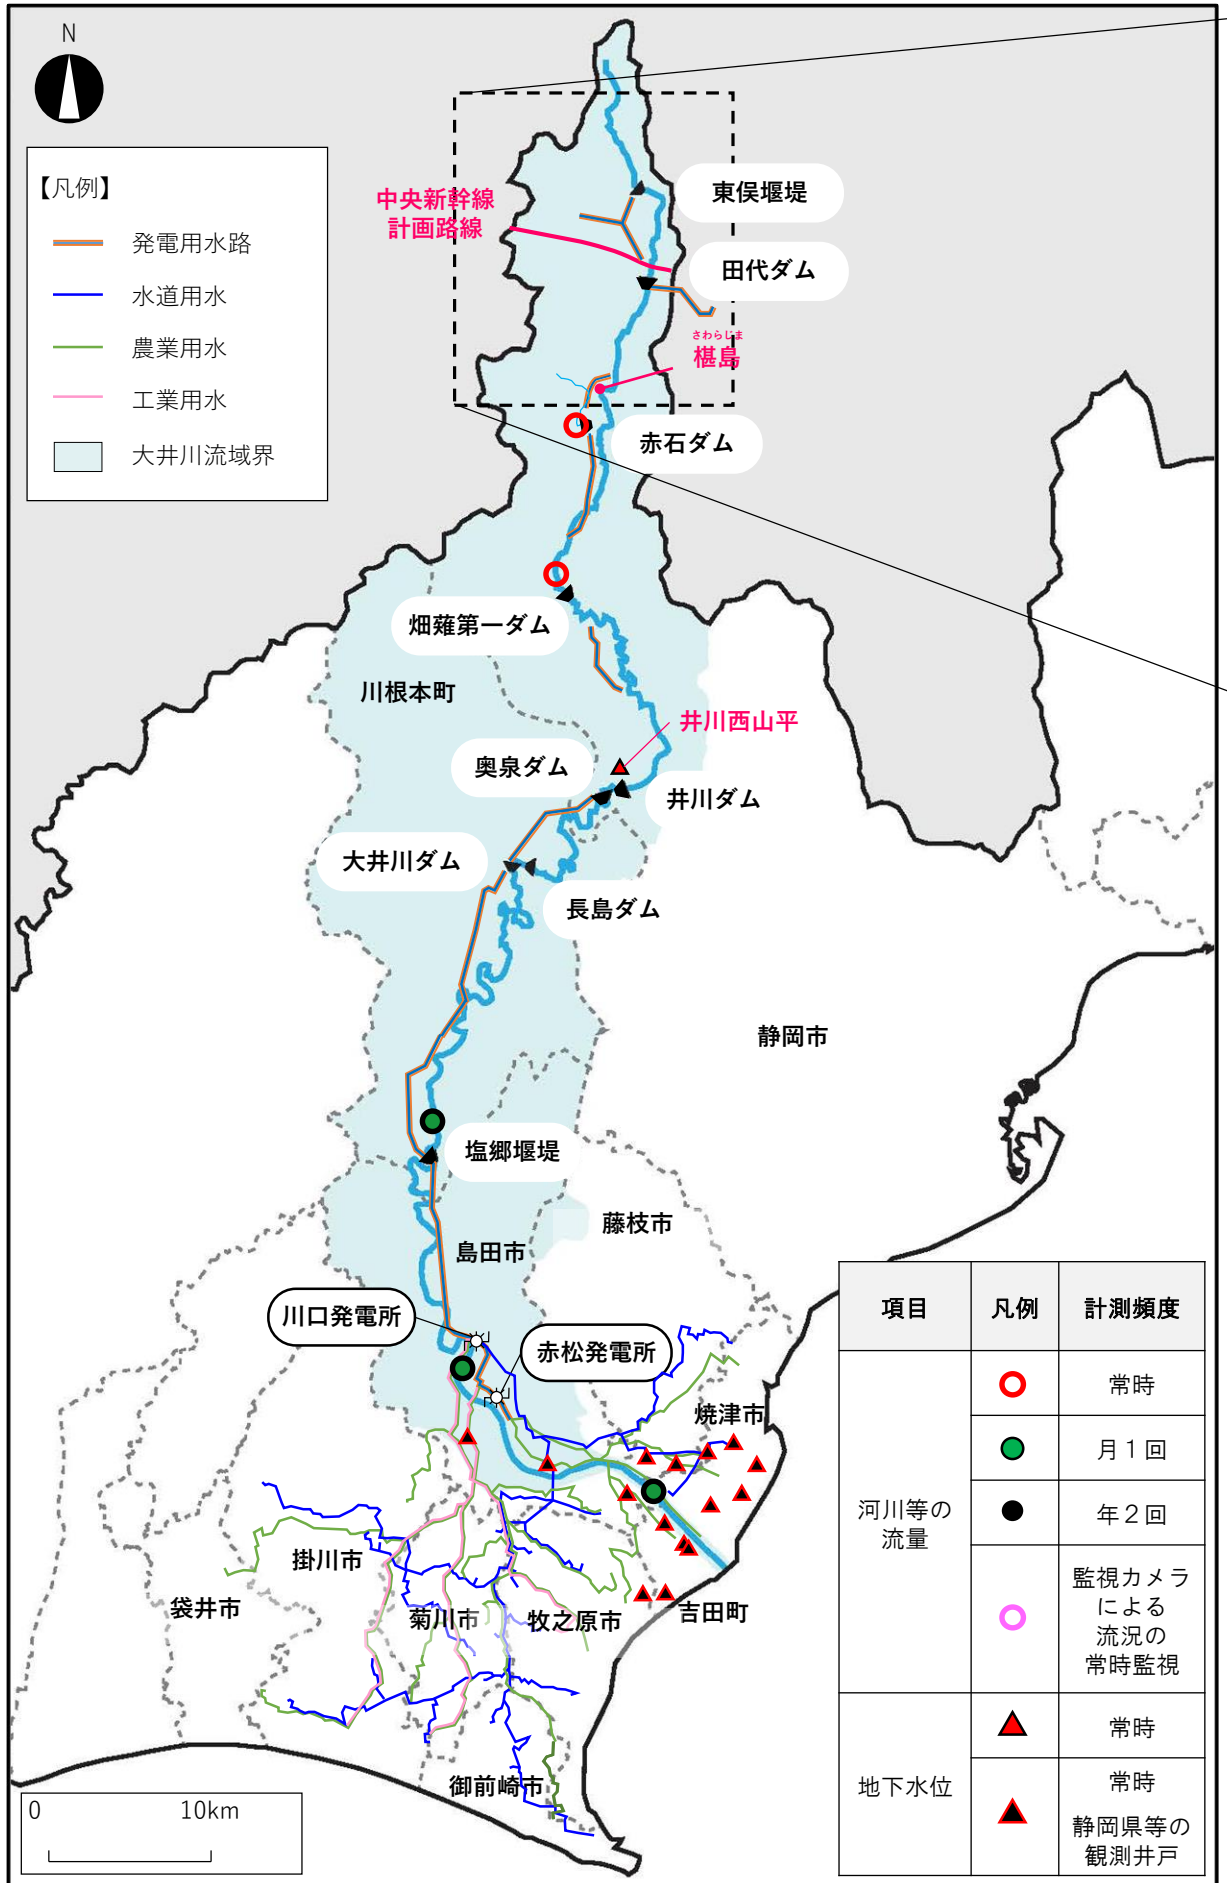 N
【凡例】
発電用水路
水道用水
農業用水
工業用水
大井川流域界
中央新幹線
計画路線
東俣堰堤
田代ダム
さわらじま
椹島
赤石ダム
畑薙第一ダム
川根本町
井川西山平
奥泉ダム
井川ダム
大井川ダム
長島ダム
静岡市
塩郷堰堤
藤枝市
島田市
川口発電所
赤松発電所
焼津市
掛川市
袋井市
菊川市
牧之原市
吉田町
御前崎市
0 10km
項目 凡例 計測頻度
河川等の
流量
常時
月1回
年2回
監視カメラ
による
流況の
常時監視
地下水位
常時
常時
静岡県等の
観測井戸